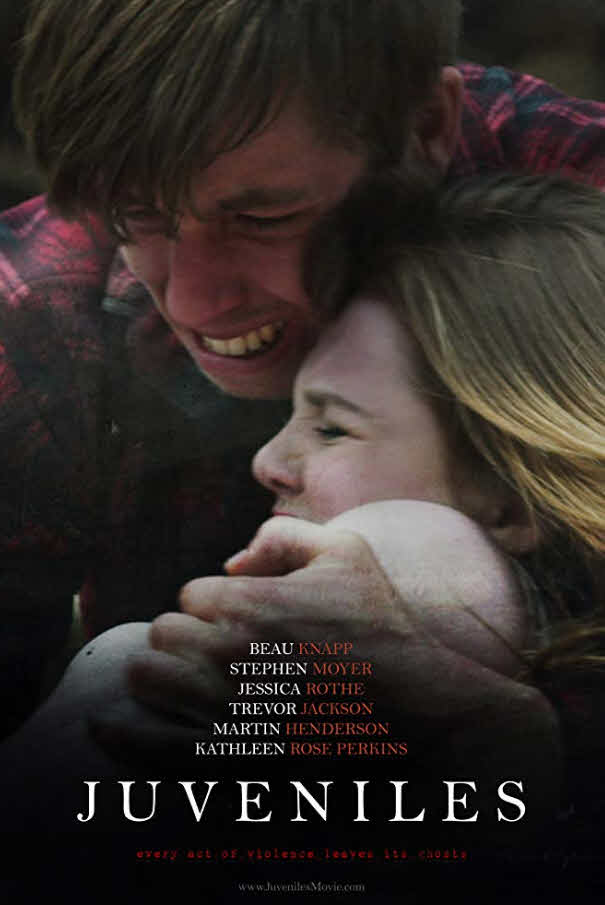 BEAU KNAPP
STEPHEN MOYER
JESSICA ROTHE
TREVOR JACKSON
MARTIN HENDERSON
KATHLEEN ROSE PERKINS
JUVENILES
every act of violence leaves its ghosts
www.JuvenilesMovie.com